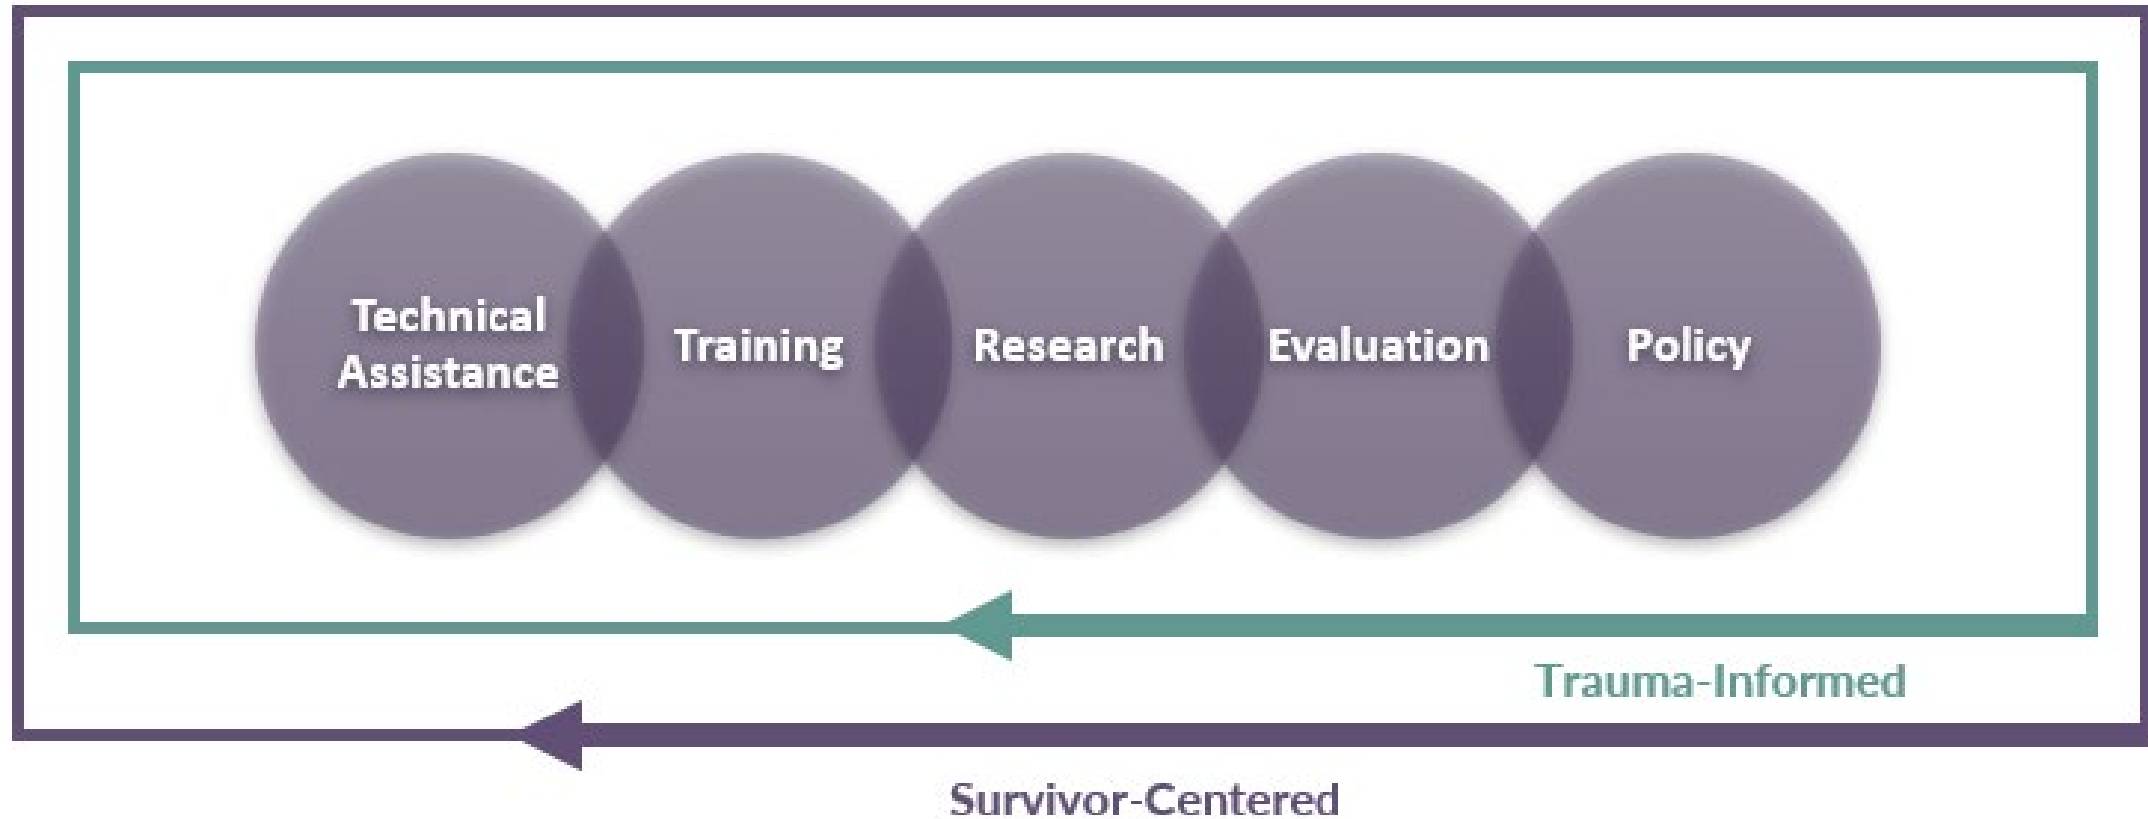 Technical
Assistance
Training
Research
Evaluation
Policy
Trauma-Informed
Survivor-Centered